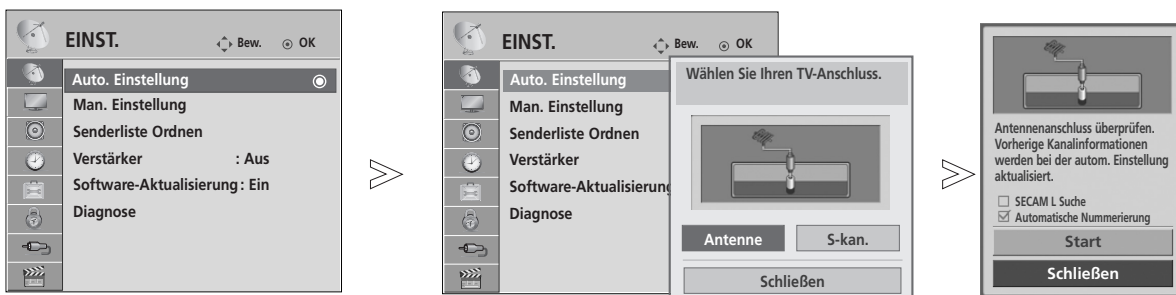 EINST.
Bew.
OK
Auto. Einstellung
Man. Einstellung
Senderliste Ordnen
Verstärker : Aus
Software-Aktualisierung : Ein
Diagnose
EINST.
Bew.
OK
Auto. Einstellung
Man. Einstellung
Senderliste Ordnen
Verstärker
Software-Aktualisierung
Diagnose
Wählen Sie Ihren TV-Anschluss.
Antenne
S-kan.
Schließen
Antennenanschluss überprüfen.
Vorherige Kanalinformationen
werden bei der autom. Einstellung
aktualisiert.
SECAM L Suche
Automatische Nummerierung
Start
Schließen